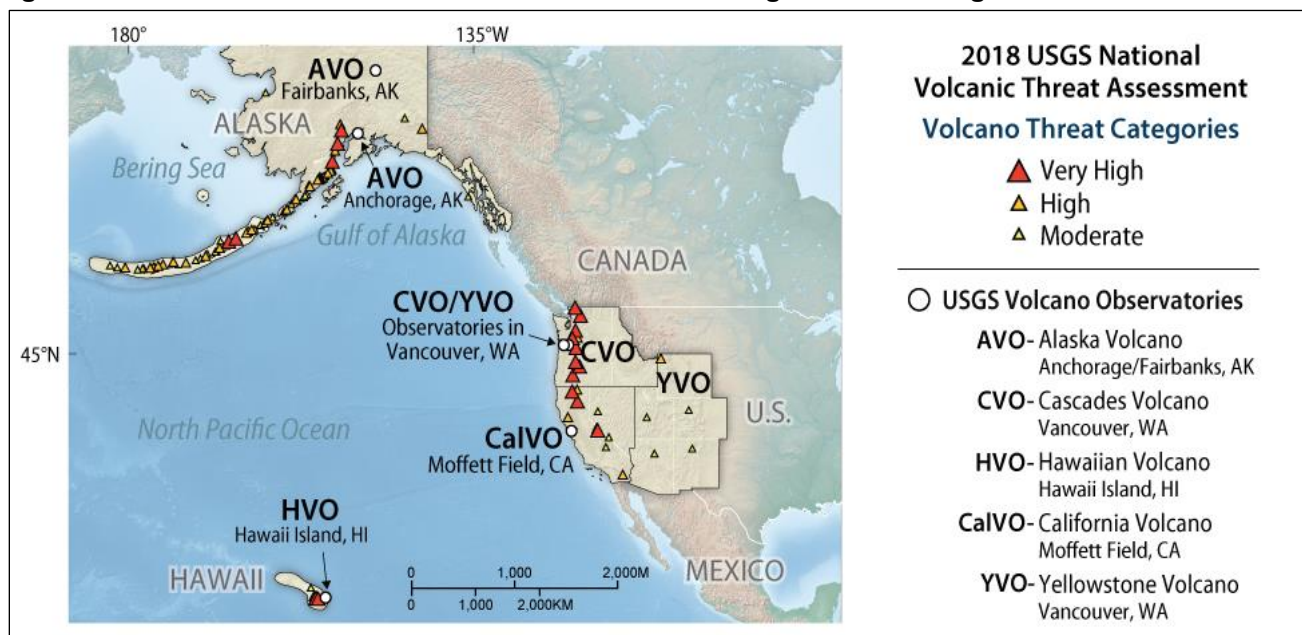 180°
135°W
AVO
Fairbanks, AK
ALASKA
Bering Sea
AVO
Anchorage, AK
Gulf of Alaska
CANADA
CVO/YVO
Observatories in
Vancouver, WA
CVO
45°N
YVO
U.S.
North Pacific Ocean
CalVO
Moffett Field, CA
HVO
Hawaii Island, HI
HAWAII
0 1,000 2,000M
0 1,000 2,000KM
MEXICO
2018 USGS National
Volcanic Threat Assessment
Volcano Threat Categories
Very High
High
Moderate
USGS Volcano Observatories
AVO- Alaska Volcano
Anchorage/Fairbanks, AK
CVO- Cascades Volcano
Vancouver, WA
HVO- Hawaiian Volcano
Hawaii Island, HI
CalVO- California Volcano
Moffett Field, CA
YVO- Yellowstone Volcano
Vancouver, WA